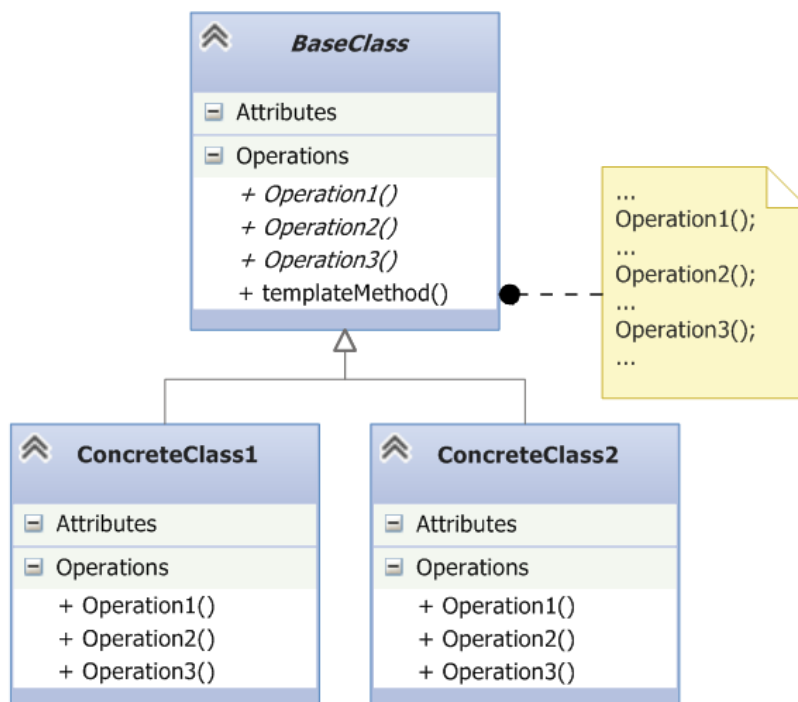 BaseClass
Attributes
Operations
+ Operation1()
+ Operation2()
+ Operation3()
+ templateMethod()
...
Operation1();
...
Operation2();
...
Operation3();
...
ConcreteClass1
Attributes
Operations
+ Operation1()
+ Operation2()
+ Operation3()
ConcreteClass2
Attributes
Operations
+ Operation1()
+ Operation2()
+ Operation3()